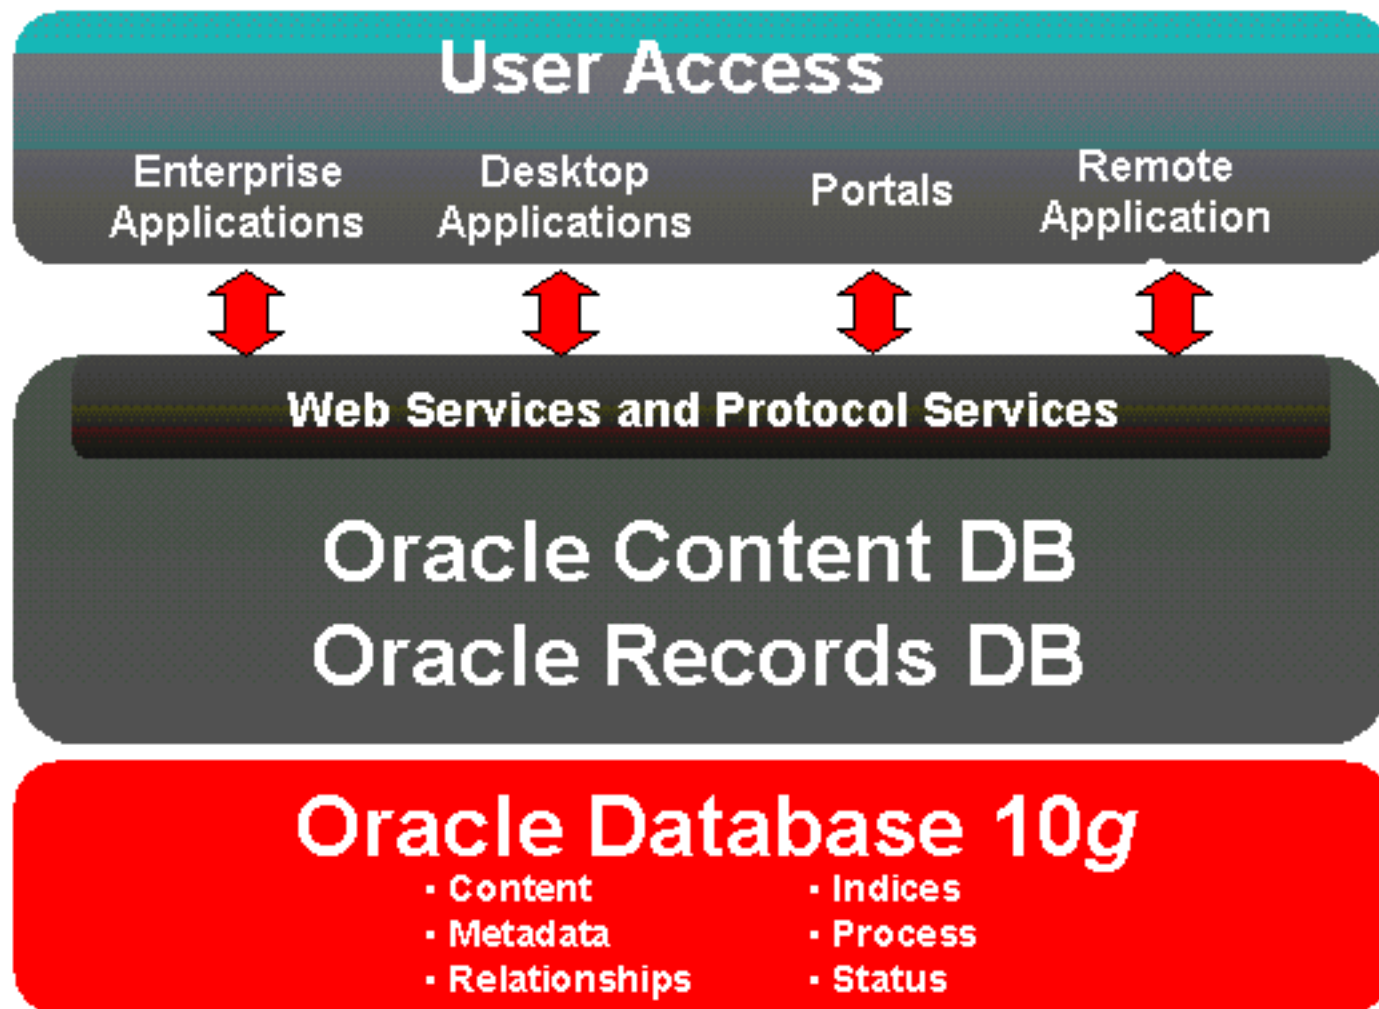 User Access
Enterprise
Applications
Desktop
Applications
Portals
Remote
Application
Web Services and Protocol Services
Oracle Content DB
Oracle Records DB
Oracle Database 10g
· Content
· Metadata
· Relationships
· Indices
· Process
· Status